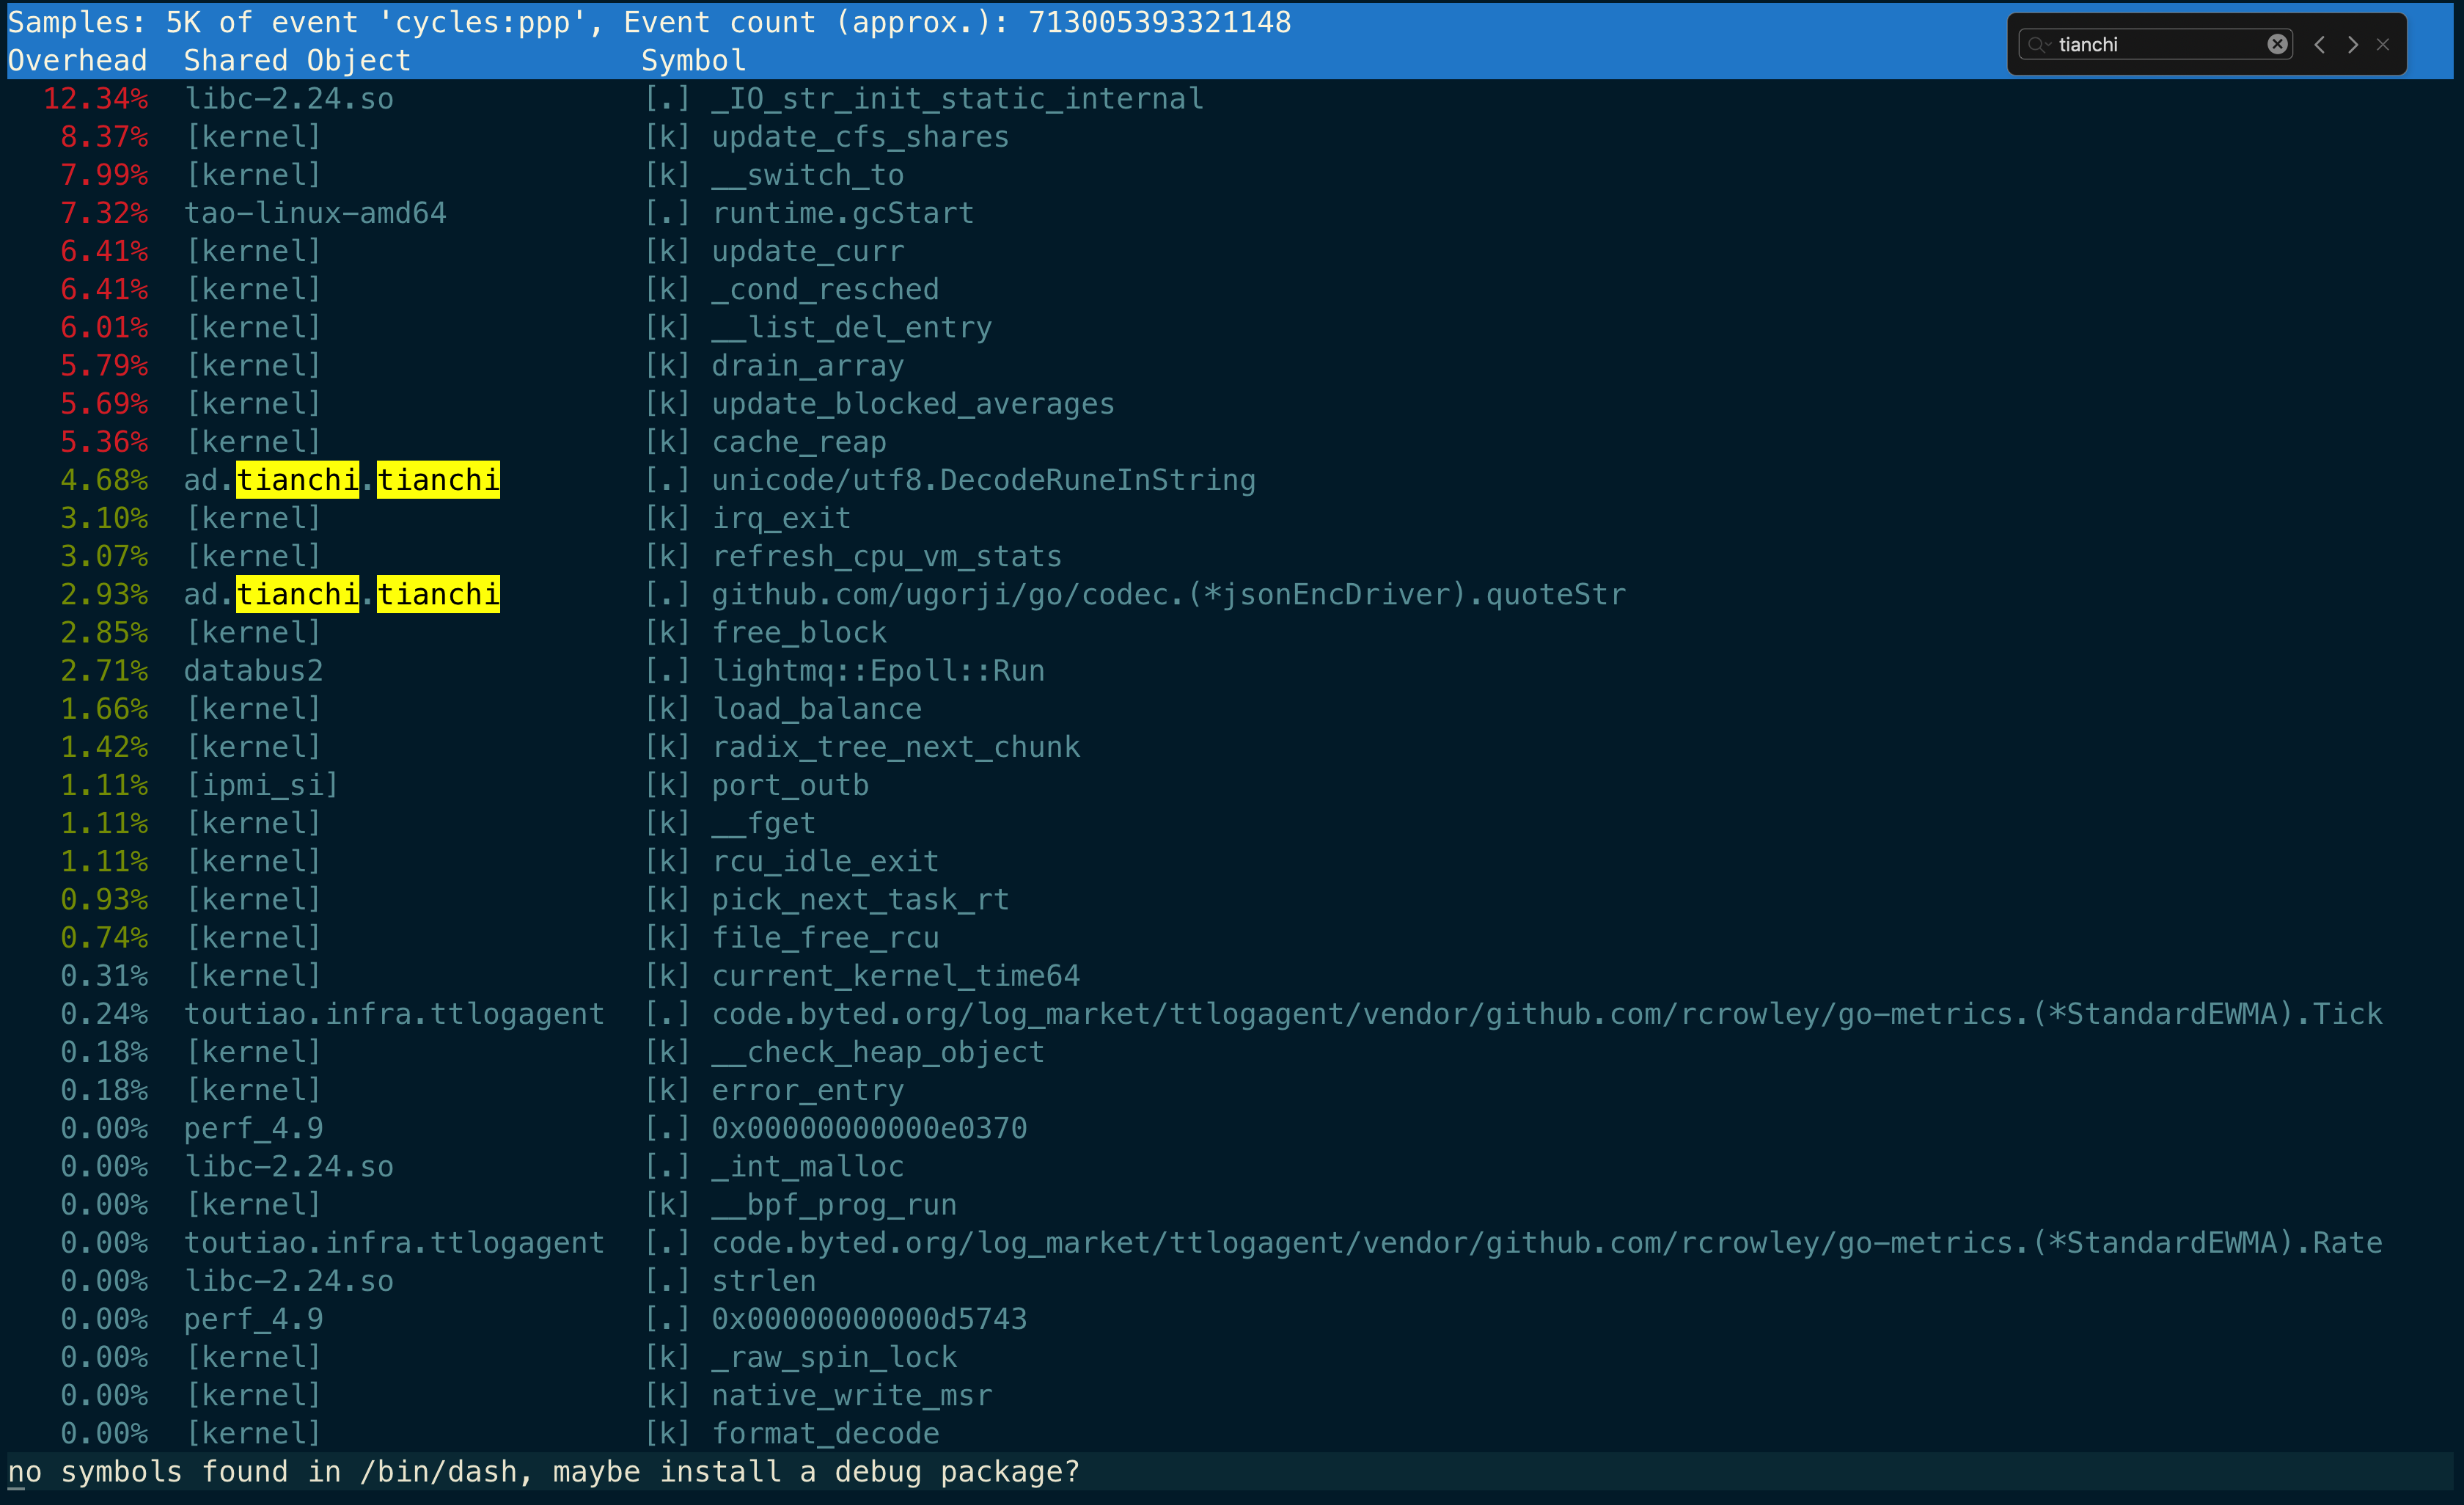 Samples: 5K of event 'cycles:ppp', Event count (approx.): 713005393321148
tianchi
Overhead  Shared Object             Symbol
12.34%  libc-2.24.so              [.] _IO_str_init_static_internal
8.37%  [kernel]                  [k] update_cfs_shares
7.99%  [kernel]                  [k] __switch_to
7.32%  tao-linux-amd64           [.] runtime.gcStart
6.41%  [kernel]                  [k] update_curr
6.41%  [kernel]                  [k] _cond_resched
6.01%  [kernel]                  [k] __list_del_entry
5.79%  [kernel]                  [k] drain_array
5.69%  [kernel]                  [k] update_blocked_averages
5.36%  [kernel]                  [k] cache_reap
4.68%  ad.tianchi.tianchi        [.] unicode/utf8.DecodeRuneInString
3.10%  [kernel]                  [k] irq_exit
3.07%  [kernel]                  [k] refresh_cpu_vm_stats
2.93%  ad.tianchi.tianchi        [.] github.com/ugorji/go/codec.(*jsonEncDriver).quoteStr
2.85%  [kernel]                  [k] free_block
2.71%  databus2                  [.] lightmq::Epoll::Run
1.66%  [kernel]                  [k] load_balance
1.42%  [kernel]                  [k] radix_tree_next_chunk
1.11%  [ipmi_si]                 [k] port_outb
1.11%  [kernel]                  [k] __fget
1.11%  [kernel]                  [k] rcu_idle_exit
0.93%  [kernel]                  [k] pick_next_task_rt
0.74%  [kernel]                  [k] file_free_rcu
0.31%  [kernel]                  [k] current_kernel_time64
0.24%  toutiao.infra.ttlogagent  [.] code.byted.org/log_market/ttlogagent/vendor/github.com/rcrowley/go-metrics.(*StandardEWMA).Tick
0.18%  [kernel]                  [k] __check_heap_object
0.18%  [kernel]                  [k] error_entry
0.00%  perf_4.9                  [.] 0x00000000000e0370
0.00%  libc-2.24.so              [.] _int_malloc
0.00%  [kernel]                  [k] __bpf_prog_run
0.00%  toutiao.infra.ttlogagent  [.] code.byted.org/log_market/ttlogagent/vendor/github.com/rcrowley/go-metrics.(*StandardEWMA).Rate
0.00%  libc-2.24.so              [.] strlen
0.00%  perf_4.9                  [.] 0x00000000000d5743
0.00%  [kernel]                  [k] _raw_spin_lock
0.00%  [kernel]                  [k] native_write_msr
0.00%  [kernel]                  [k] format_decode
no symbols found in /bin/dash, maybe install a debug package?